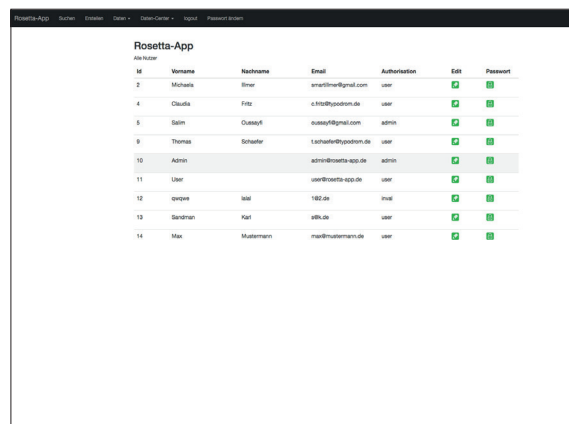 Rosetta-App Suchen Erstellen Daten Daten-Center logout Passwort ändern
Rosetta-App
Alle Nutzer
Id Vorname Nachname Email Authorisation Edit Passwort
2 Michaela Illmer emartillmer@gmail.com user
4 Claudia Fritz c.fritz@typodrom.de user
5 Salim Oussayfi oussayfi@gmail.com admin
9 Thomas Schaefer t.schaefer@typodrom.de user
10 Admin admin@rosetta-app.de admin
11 User user@rosetta-app.de user
12 qwqwe lalal 1@2.de inval
13 Sandman Karl s@k.de user
14 Max Mustermann max@mustermann.de user